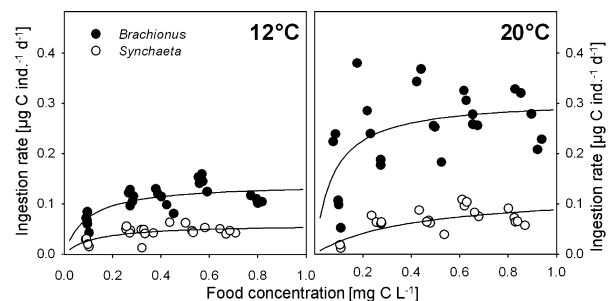 12°C
20°C
Brachionus
Synchaeta
Ingestion rate [µg C ind.-1 d-1]
0.4
0.3
0.2
0.1
0.0
0.0 0.2 0.4 0.6 0.8 1.0
0.2 0.4 0.6 0.8 1
0.4
0.3
0.2
0.1
0.0
Ingestion rate [µg C ind.-1 d-1]
Food concentration [mg C L-1]